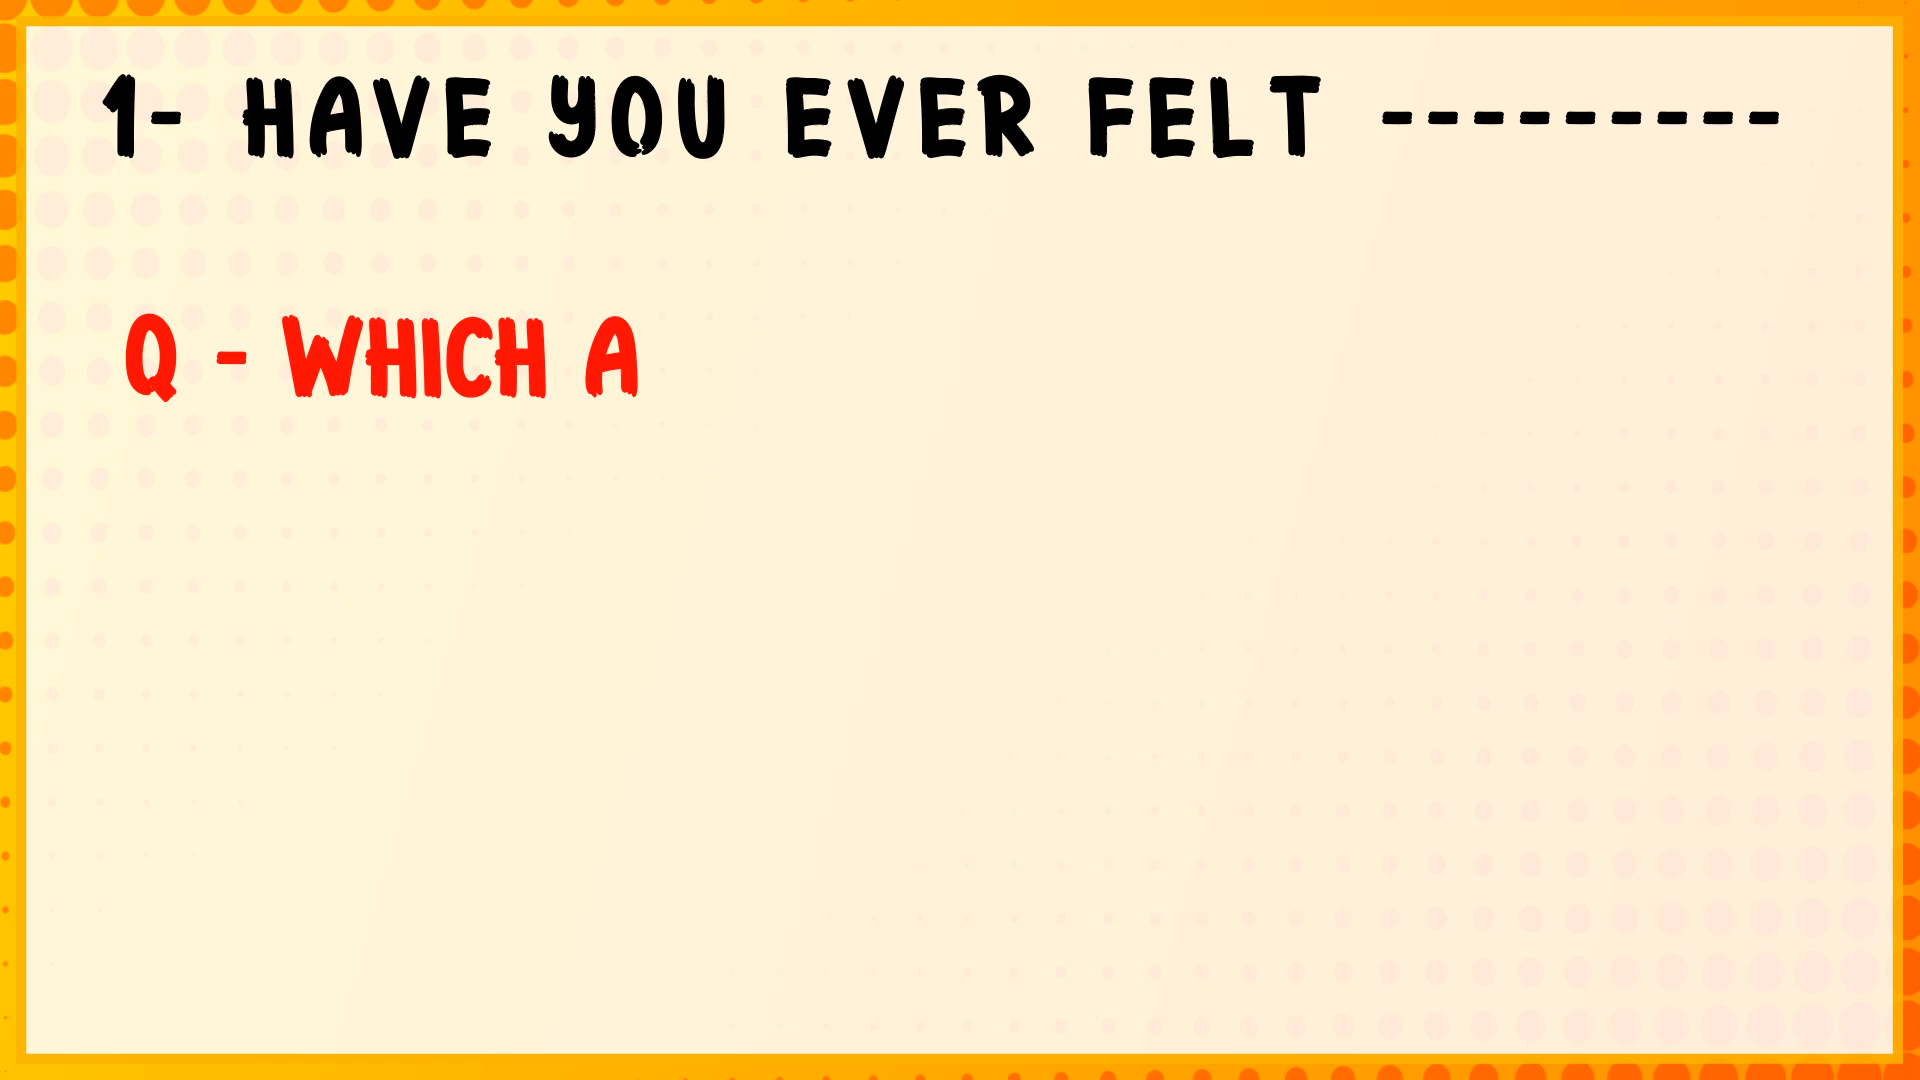 1- HAVE YOU EVER FELT ---------
Q - WHICH A